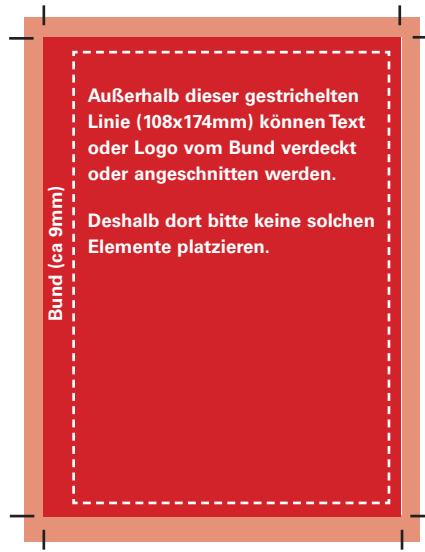 Außerhalb dieser gestrichelten
Linie (108x174mm) können Text
oder Logo vom Bund verdeckt
oder angeschnitten werden.
Deshalb dort bitte keine solchen
Elemente platzieren.
Bund (ca 9mm)